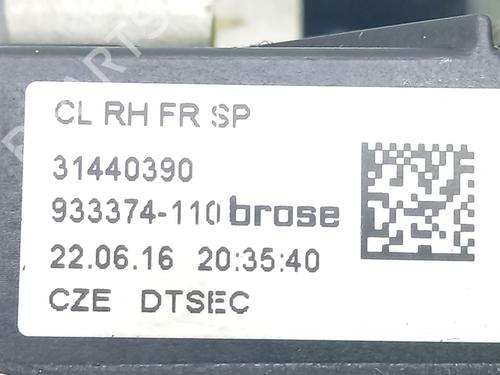 CL RH FR SP
31440390
933374-110 brose
22.06.16 20:35:40
CZE DTSEC